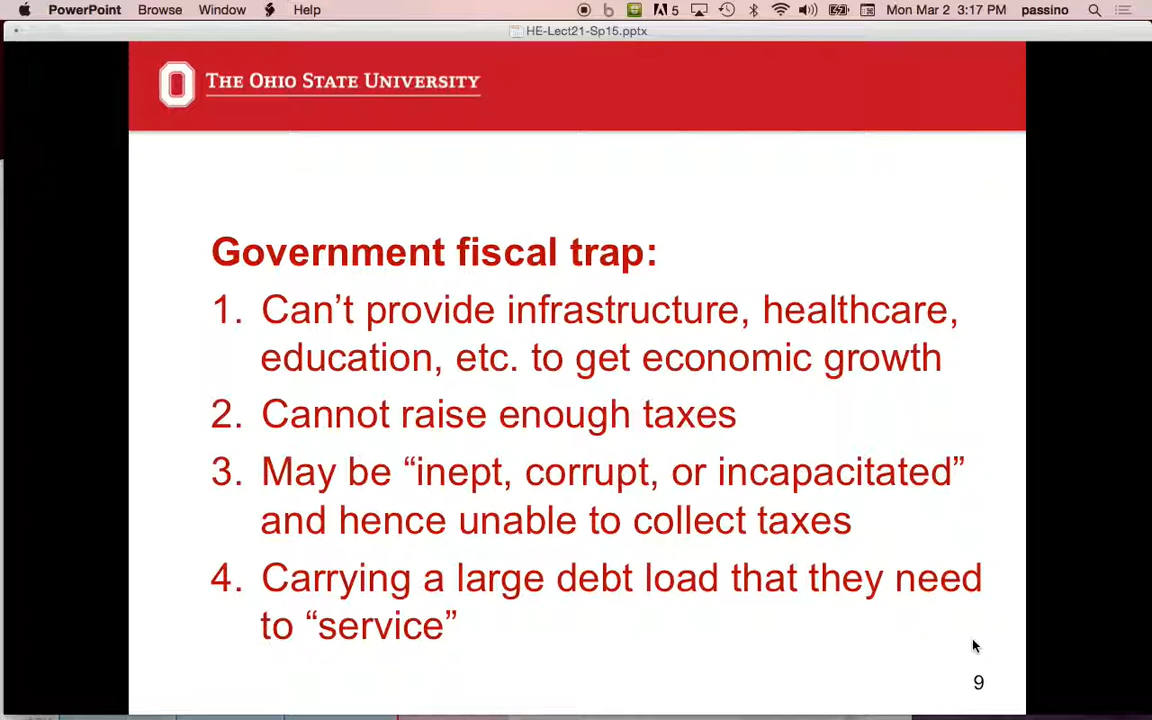 PowerPoint Browse Window Help 5 Mon Mar 2 3:17 PM passino
HE-Lect21-Sp15.pptx
THE OHIO STATE UNIVERSITY
Government fiscal trap:
1. Can’t provide infrastructure, healthcare,
education, etc. to get economic growth
2. Cannot raise enough taxes
3. May be “inept, corrupt, or incapacitated”
and hence unable to collect taxes
4. Carrying a large debt load that they need
to “service”
9